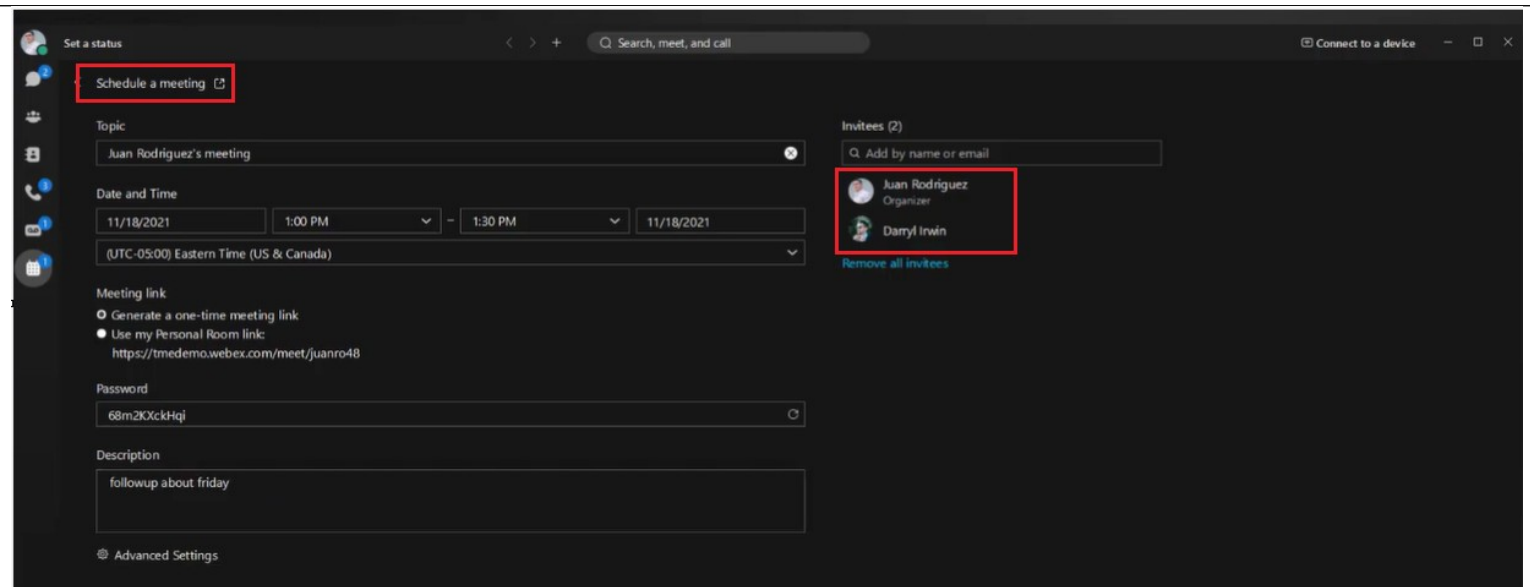 Set a status
Search, meet, and call
Connect to a device
2
Schedule a meeting
Topic
Juan Rodriguez's meeting
Date and Time
11/18/2021 1:00 PM – 1:30 PM 11/18/2021
(UTC-05:00) Eastern Time (US & Canada)
Meeting link
Generate a one-time meeting link
Use my Personal Room link:
https://tmedemo.webex.com/meet/juanro48
Password
68m2KXckHqi
Description
followup about friday
Advanced Settings
Invitees (2)
Add by name or email
Juan Rodriguez
Organizer
Darryl Irwin
Remove all invitees
3
1
1